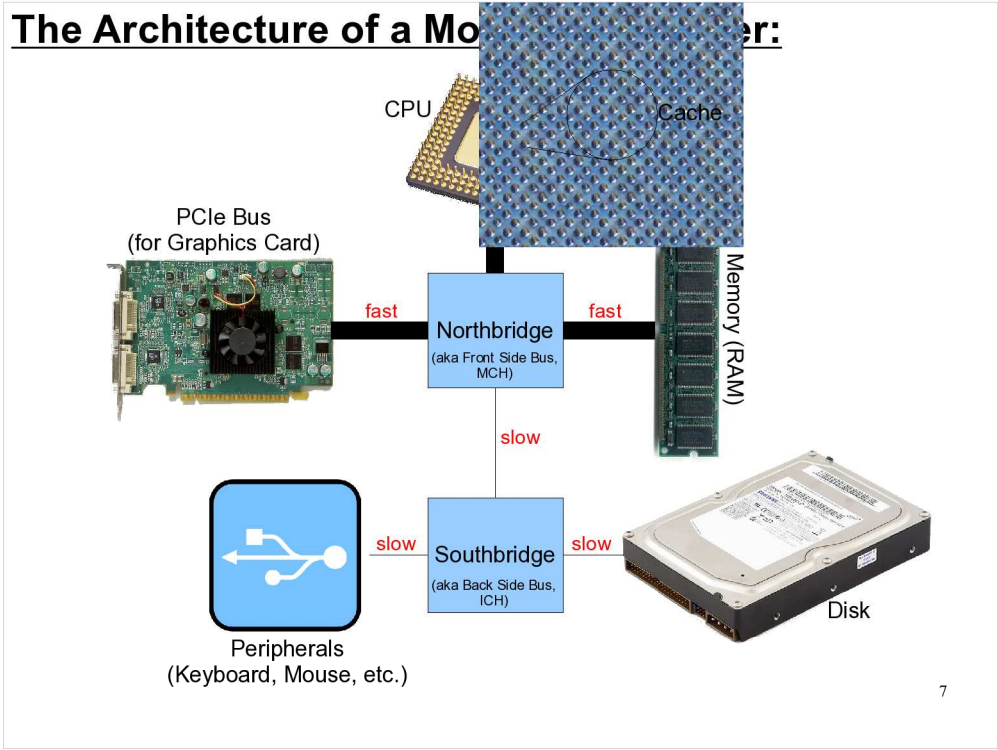 The Architecture of a Mo er:
CPU
Cache
PCIe Bus
(for Graphics Card)
fast
fast
Northbridge
(aka Front Side Bus,
MCH)
Memory (RAM)
slow
slow
Southbridge
(aka Back Side Bus,
ICH)
slow
Disk
Peripherals
(Keyboard, Mouse, etc.)
7